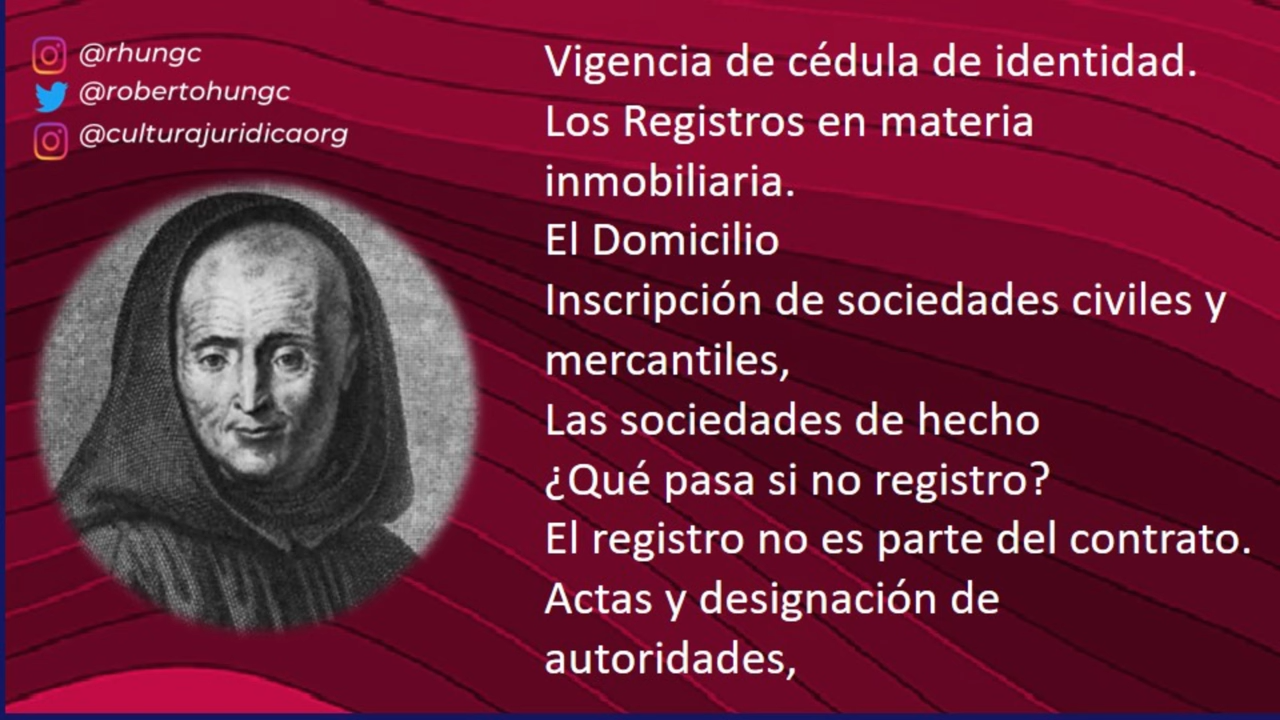 @rhungc
@robertohungc
@culturajuridicaorg
Vigencia de cédula de identidad.
Los Registros en materia
inmobiliaria.
El Domicilio
Inscripción de sociedades civiles y
mercantiles,
Las sociedades de hecho
¿Qué pasa si no registro?
El registro no es parte del contrato.
Actas y designación de
autoridades,